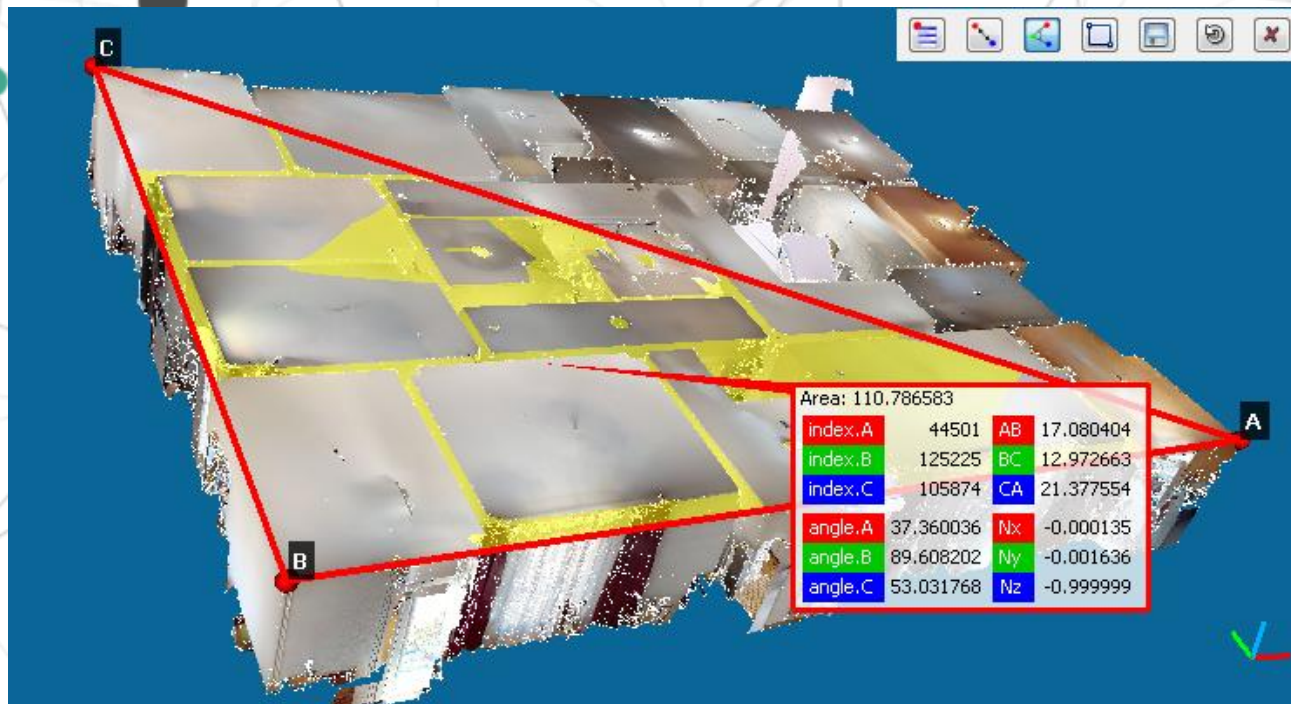 C
A
B
Area: 110.786583
index.A 44501 AB 17.080404
index.B 125225 BC 12.972663
index.C 105874 CA 21.377554
angle.A 37.360036 Nx -0.000135
angle.B 89.608202 Ny -0.001636
angle.C 53.031768 Nz -0.999999